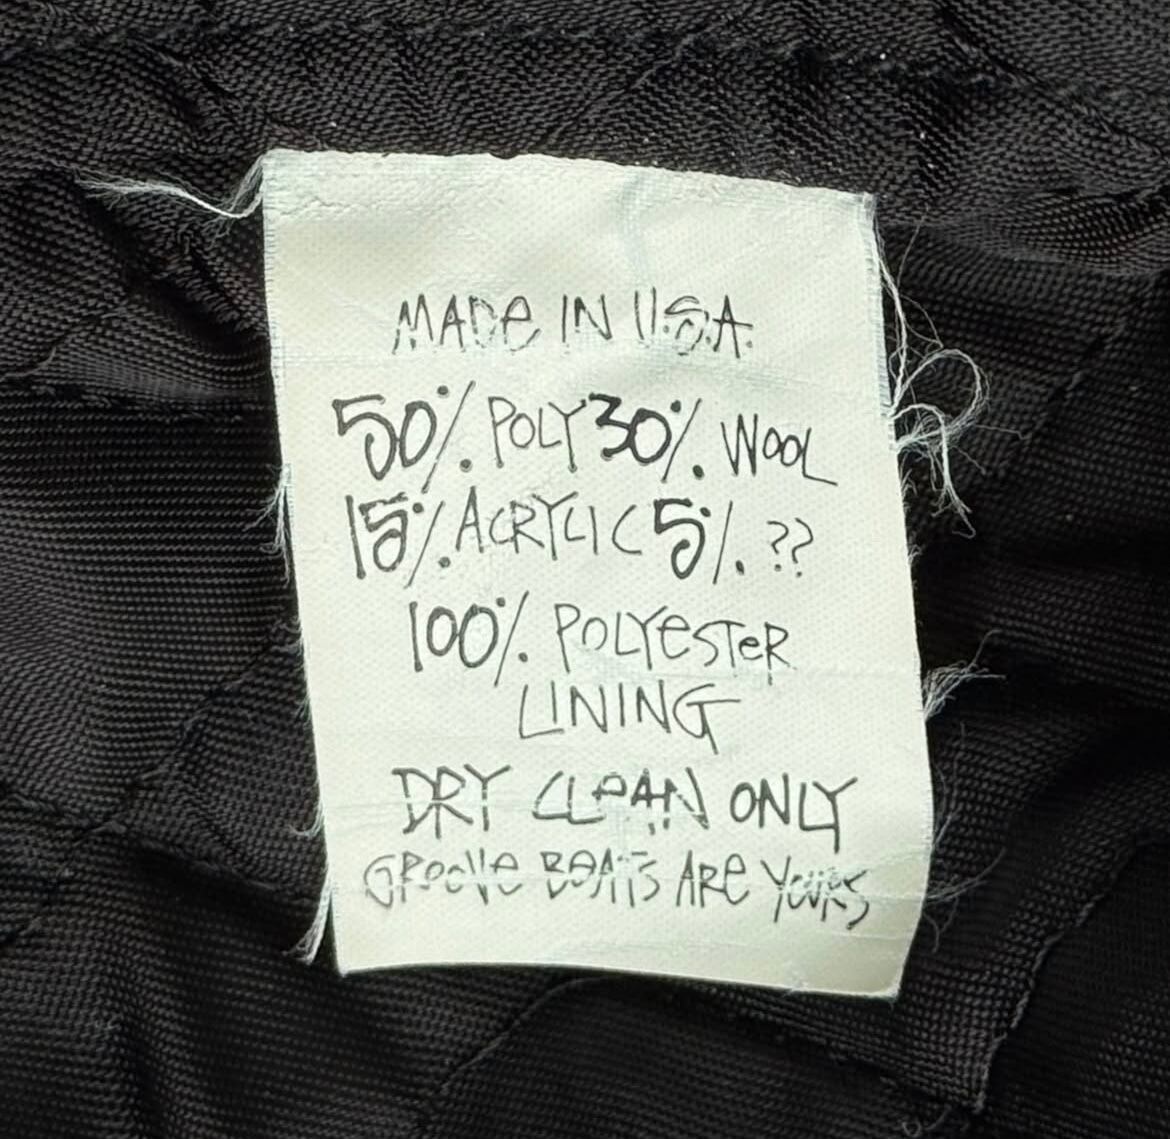 MADe IN U.S.A.
50% POLY 30% WOOL
15% ACRYLIC 5% ??
100% POLYeSTeR
LINING
DRY CLeAN ONLY
GROOVe BeATS ARe YOURS